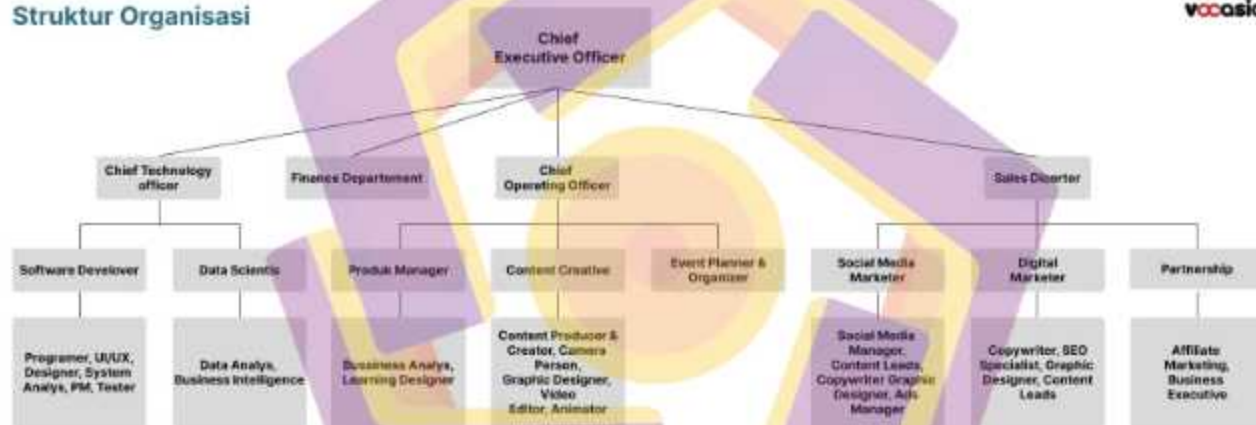 Struktur Organisasi
vocasia
Chief
Executive Officer
Chief Technology
officer
Finance Departement
Chief
Operating Officer
Sales Dicerter
Software Develover
Data Scientis
Produk Manager
Content Creative
Event Planner &
Organizer
Social Media
Marketer
Digital
Marketer
Partnership
Programer, UI/UX,
Designer, System
Analys, PM, Tester
Data Analys,
Business Intelligence
Bussiness Analys,
Learning Designer
Content Producer &
Creator, Camera
Person,
Graphic Designer,
Video
Editor, Animator
Social Media
Manager,
Content Leads,
Copywriter Graphic
Designer, Ads
Manager
Copywriter, SEO
Specialist, Graphic
Designer, Content
Leads
Affiliate
Marketing,
Business
Executive